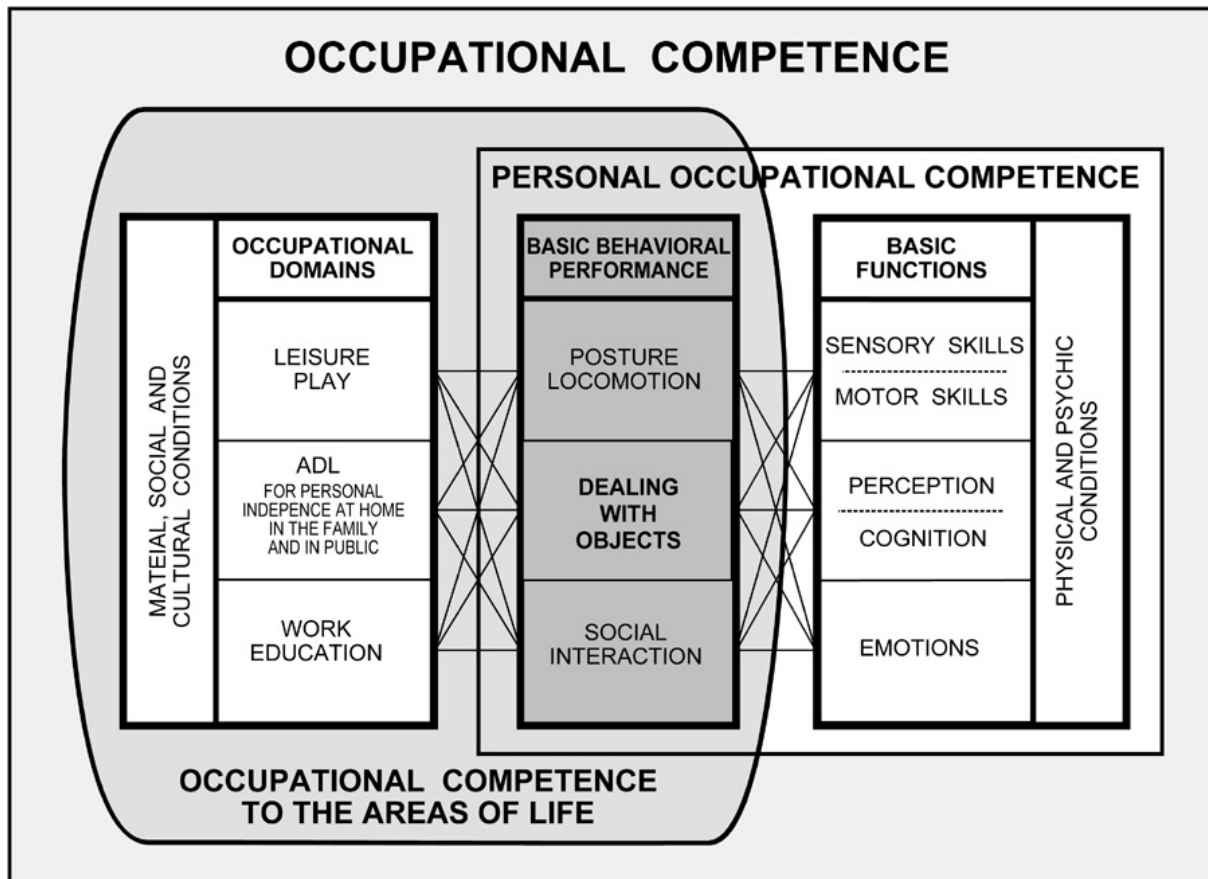 OCCUPATIONAL COMPETENCE
PERSONAL OCCUPATIONAL COMPETENCE
MATEIAL, SOCIAL AND
CULTURAL CONDITIONS
OCCUPATIONAL
DOMAINS
LEISURE
PLAY
ADL
FOR PERSONAL
INDEPENCE AT HOME
IN THE FAMILY
AND IN PUBLIC
WORK
EDUCATION
BASIC BEHAVIORAL
PERFORMANCE
POSTURE
LOCOMOTION
DEALING
WITH
OBJECTS
SOCIAL
INTERACTION
BASIC
FUNCTIONS
SENSORY SKILLS
MOTOR SKILLS
PERCEPTION
COGNITION
EMOTIONS
PHYSICAL AND PSYCHIC
CONDITIONS
OCCUPATIONAL COMPETENCE
TO THE AREAS OF LIFE